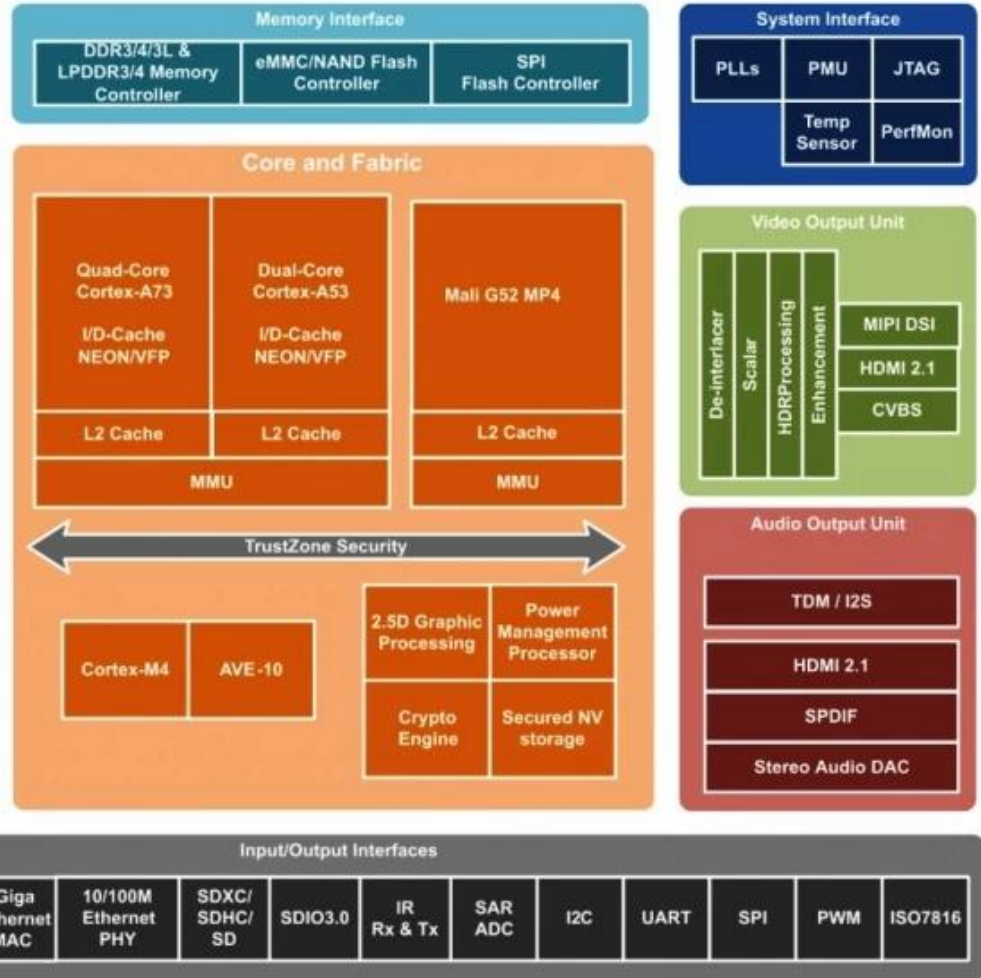 Memory Interface
DDR3/4/3L &
LPDDR3/4 Memory
Controller
eMMC/NAND Flash
Controller
SPI
Flash Controller
System Interface
PLLs
PMU
JTAG
Temp
Sensor
PerfMon
Core and Fabric
Quad-Core
Cortex-A73
I/D-Cache
NEON/VFP
Dual-Core
Cortex-A53
I/D-Cache
NEON/VFP
Mali G52 MP4
L2 Cache
L2 Cache
L2 Cache
MMU
MMU
TrustZone Security
Cortex-M4
AVE-10
2.5D Graphic
Processing
Power
Management
Processor
Crypto
Engine
Secured NV
storage
Video Output Unit
De-interlacer
Scalar
HDRProcessing
Enhancement
MIPI DSI
HDMI 2.1
CVBS
Audio Output Unit
TDM / I2S
HDMI 2.1
SPDIF
Stereo Audio DAC
Input/Output Interfaces
Giga
hernet
MAC
10/100M
Ethernet
PHY
SDXC/
SDHC/
SD
SDIO3.0
IR
Rx & Tx
SAR
ADC
I2C
UART
SPI
PWM
ISO7816